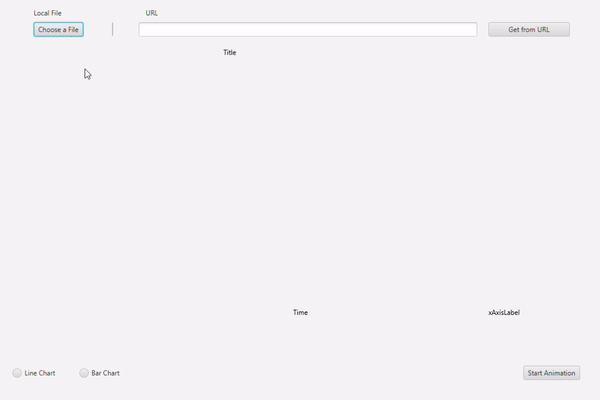 Local File
URL
Choose a File
Get from URL
Title
Time
xAxisLabel
Line Chart
Bar Chart
Start Animation